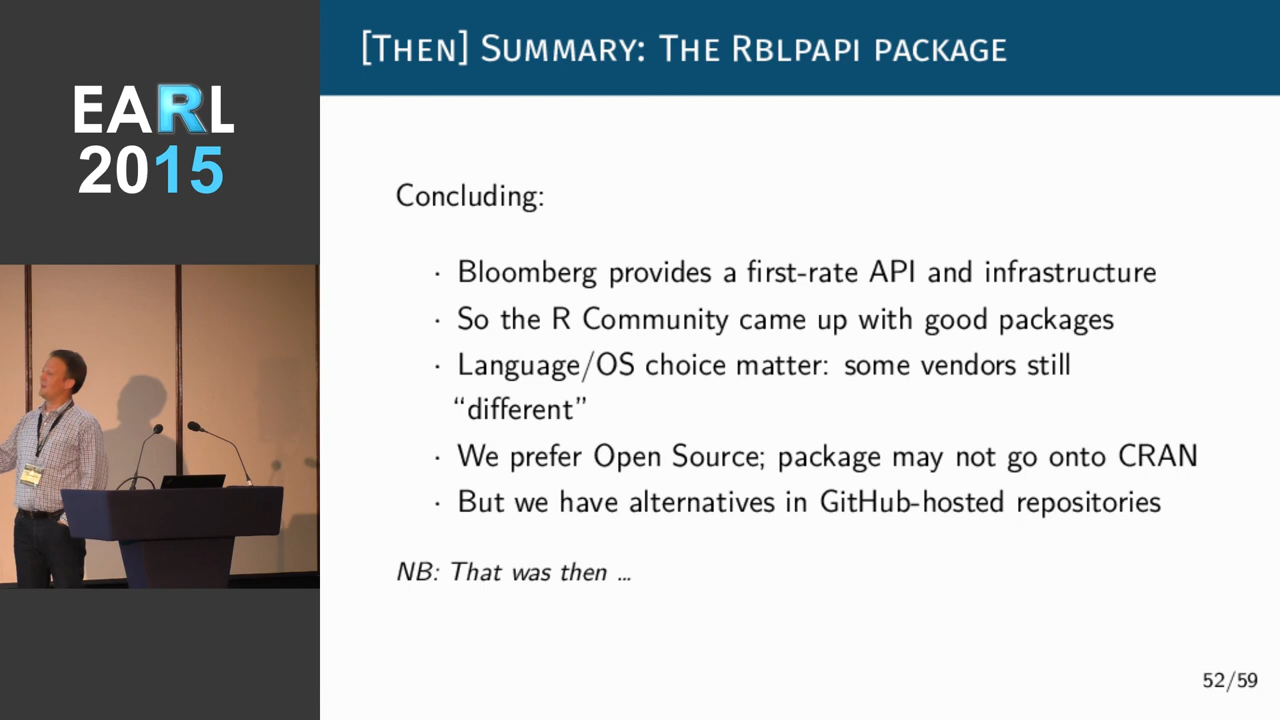 EARL
2015
[THEN] SUMMARY: THE RBLPAPI PACKAGE
Concluding:
· Bloomberg provides a first-rate API and infrastructure
· So the R Community came up with good packages
· Language/OS choice matter: some vendors still
“different”
· We prefer Open Source; package may not go onto CRAN
· But we have alternatives in GitHub-hosted repositories
NB: That was then …
52/59